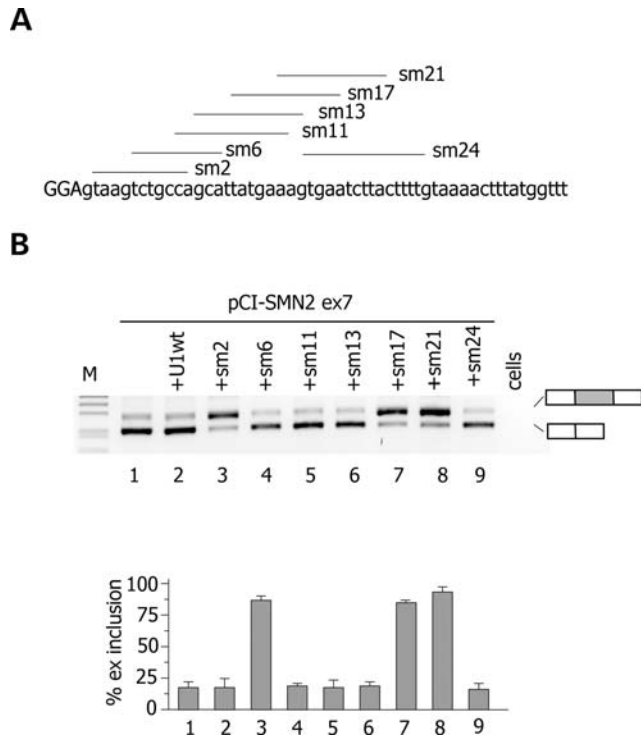 A
sm21
sm17
sm13
sm11
sm6 sm24
sm2
GGAgtaagtctgccagcattatgaaagtgaatcttacttttgtaaaactttatggttt
B
pCI-SMN2 ex7
M +U1wt +sm2 +sm6 +sm11 +sm13 +sm17 +sm21 +sm24 cells
1 2 3 4 5 6 7 8 9
% ex inclusion
100
75
50
25
0
1 2 3 4 5 6 7 8 9